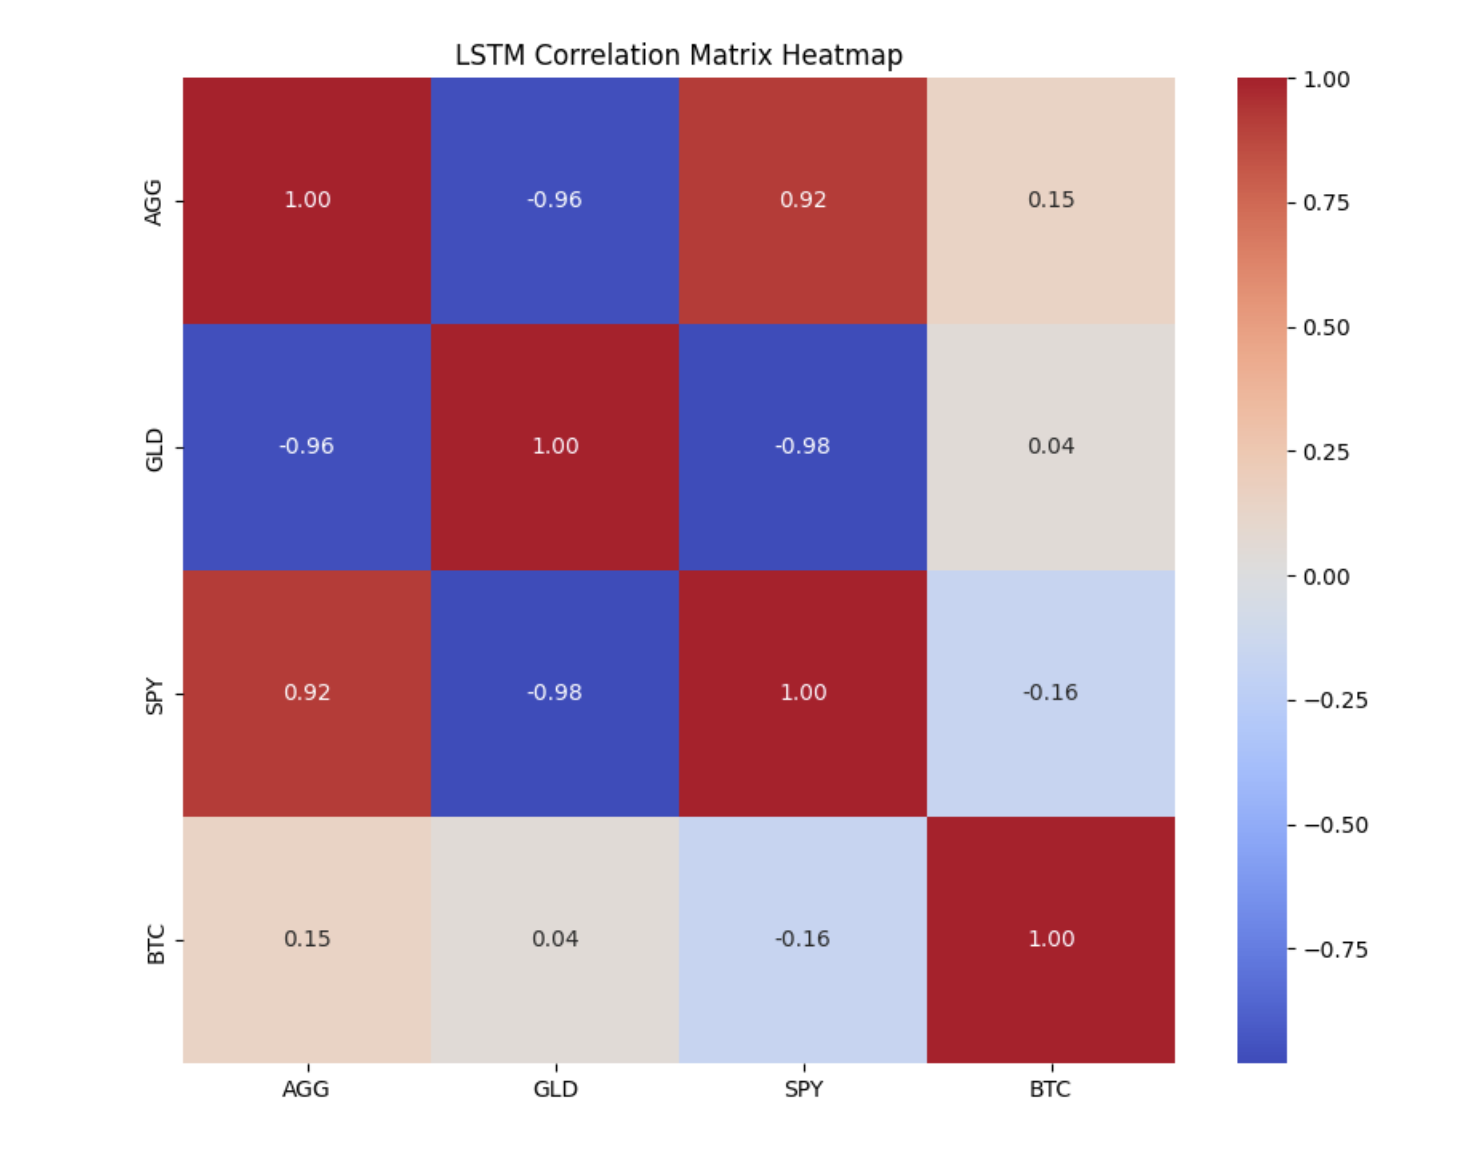 LSTM Correlation Matrix Heatmap
AGG 1.00 -0.96 0.92 0.15
GLD -0.96 1.00 -0.98 0.04
SPY 0.92 -0.98 1.00 -0.16
BTC 0.15 0.04 -0.16 1.00
AGG GLD SPY BTC
1.00
0.75
0.50
0.25
0.00
−0.25
−0.50
−0.75